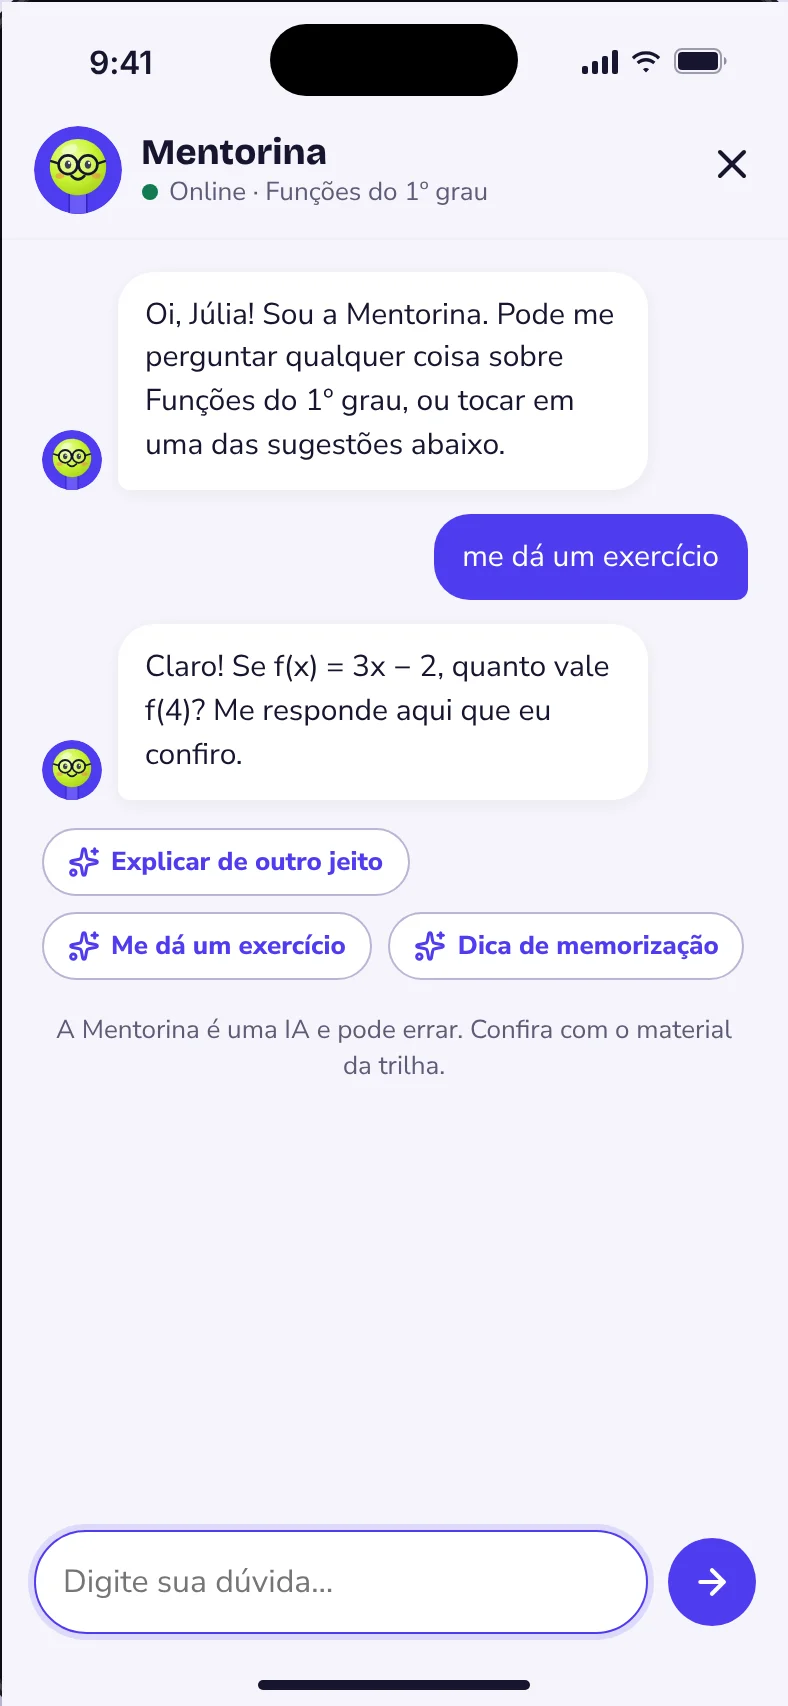 9:41
Mentorina
Online · Funções do 1º grau
Oi, Júlia! Sou a Mentorina. Pode me
perguntar qualquer coisa sobre
Funções do 1º grau, ou tocar em
uma das sugestões abaixo.
me dá um exercício
Claro! Se f(x) = 3x − 2, quanto vale
f(4)? Me responde aqui que eu
confiro.
Explicar de outro jeito
Me dá um exercício
Dica de memorização
A Mentorina é uma IA e pode errar. Confira com o material
da trilha.
Digite sua dúvida...